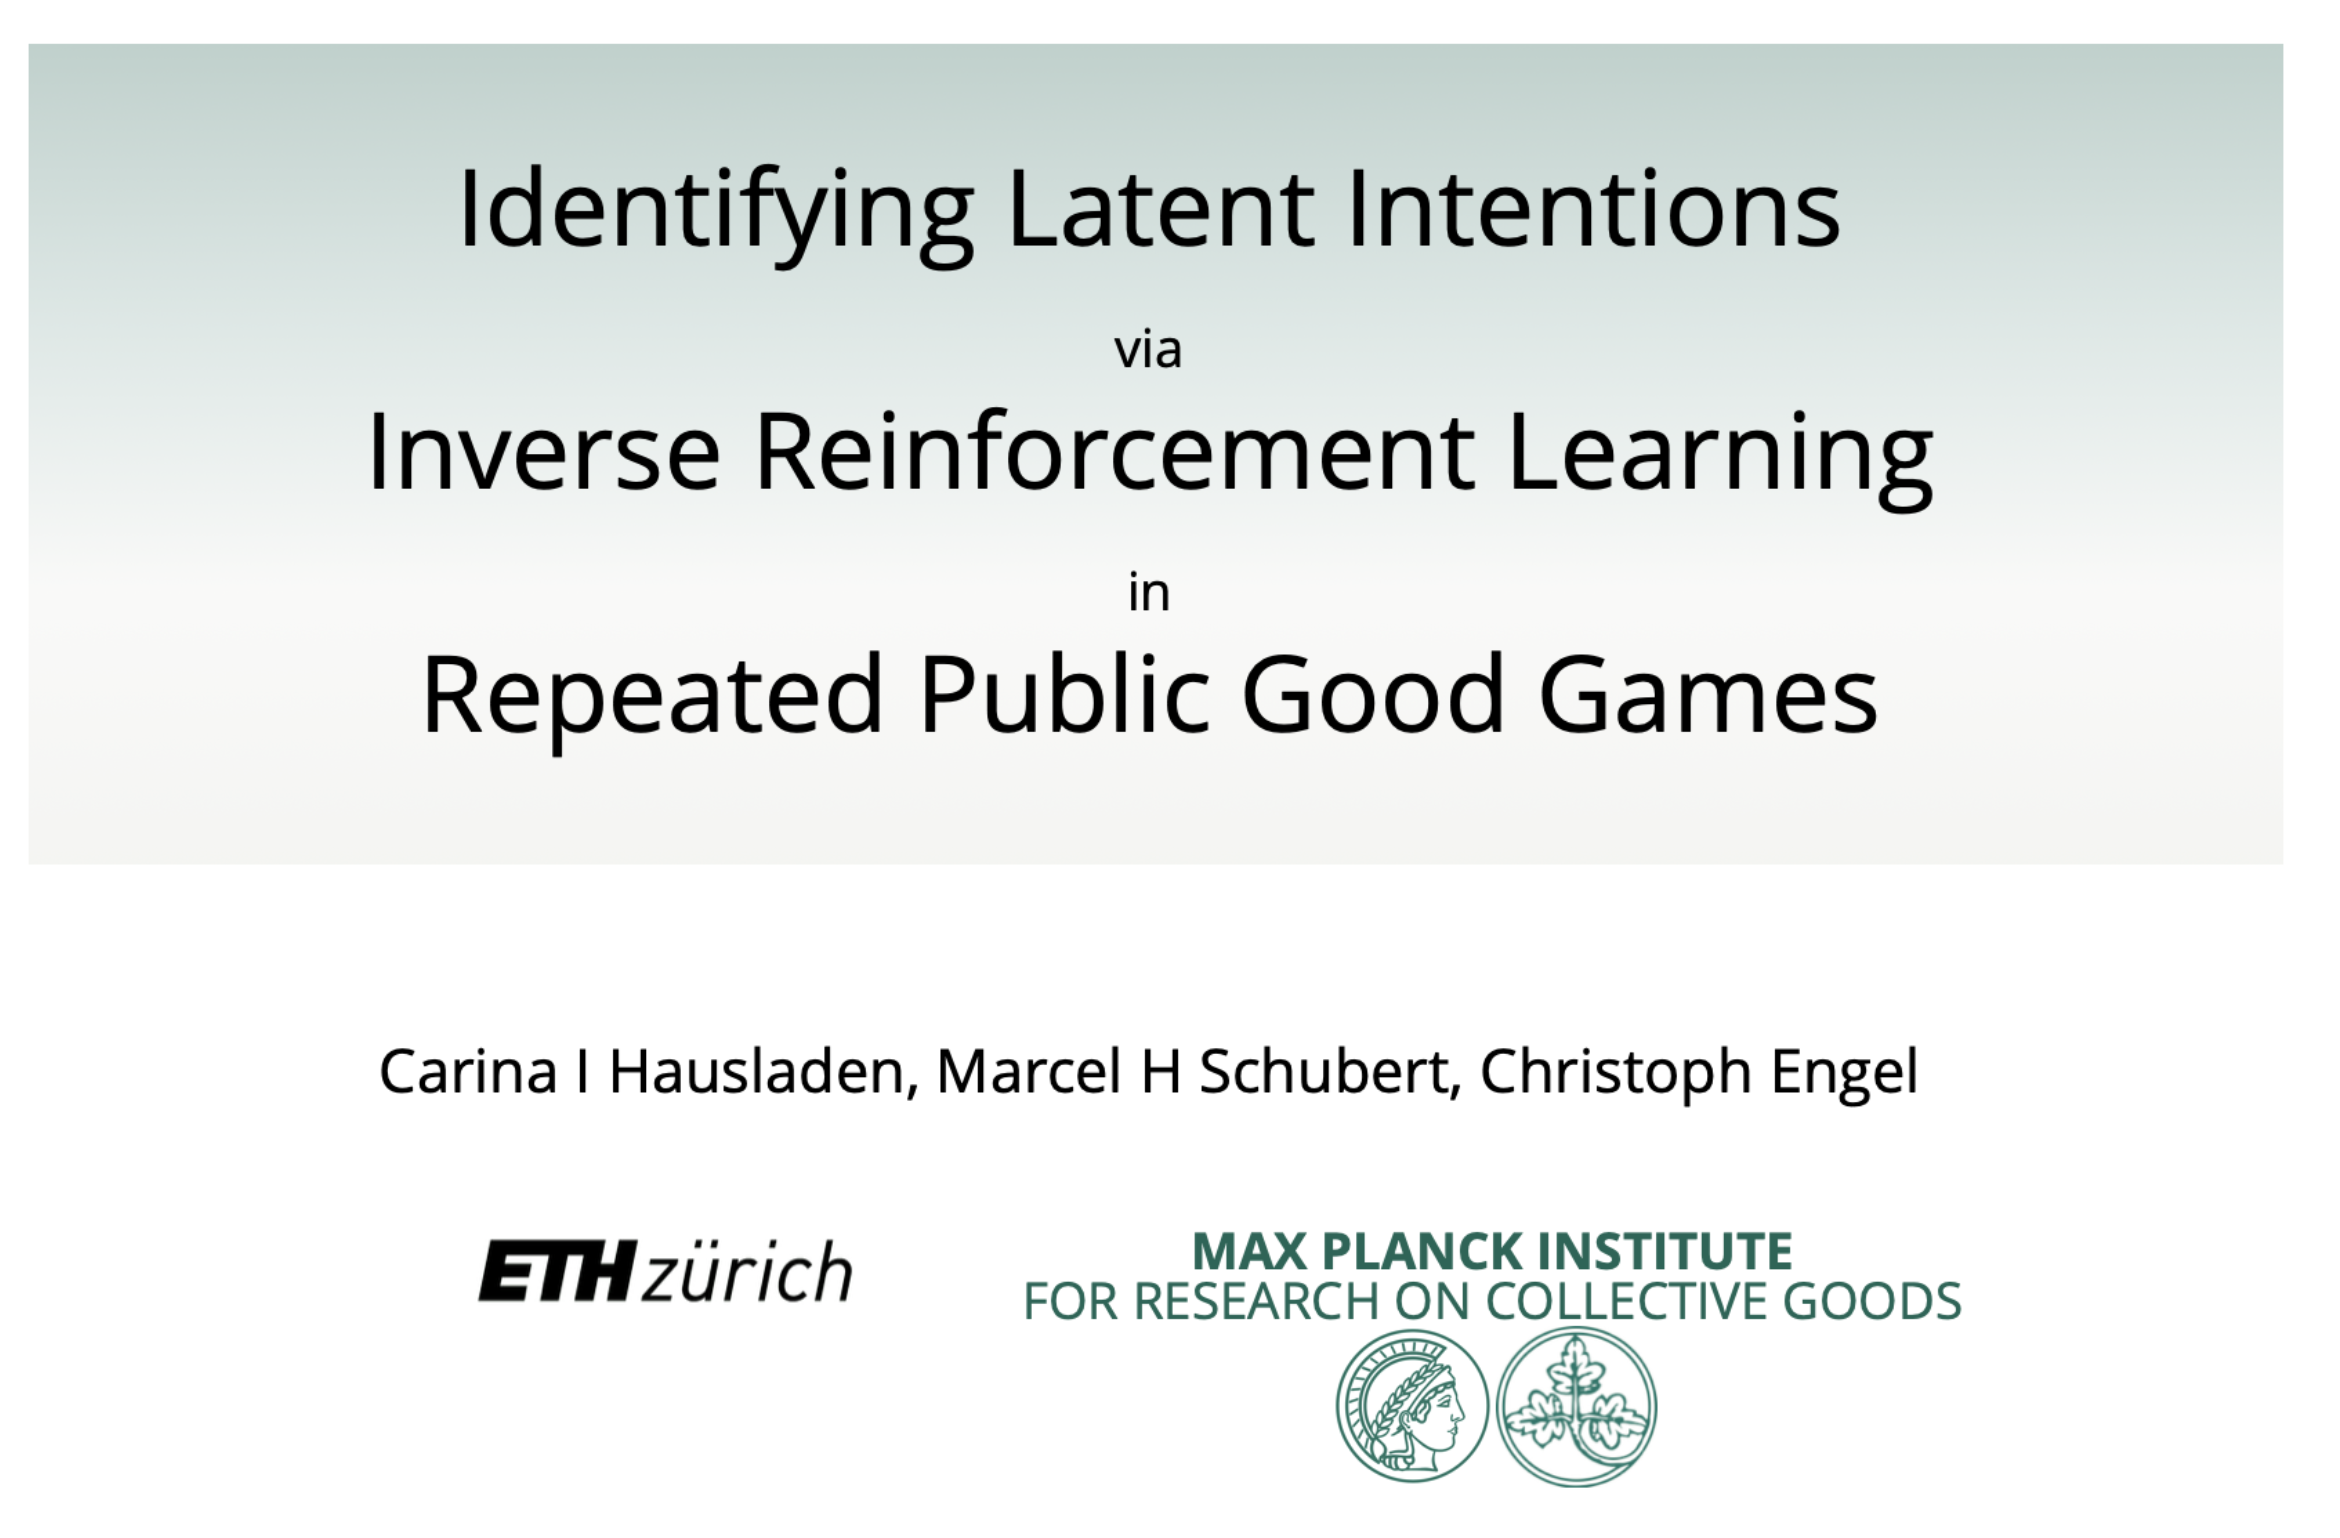 Identifying Latent Intentions
via
Inverse Reinforcement Learning
in
Repeated Public Good Games
Carina I Hausladen, Marcel H Schubert, Christoph Engel
ETH zürich
MAX PLANCK INSTITUTE
FOR RESEARCH ON COLLECTIVE GOODS